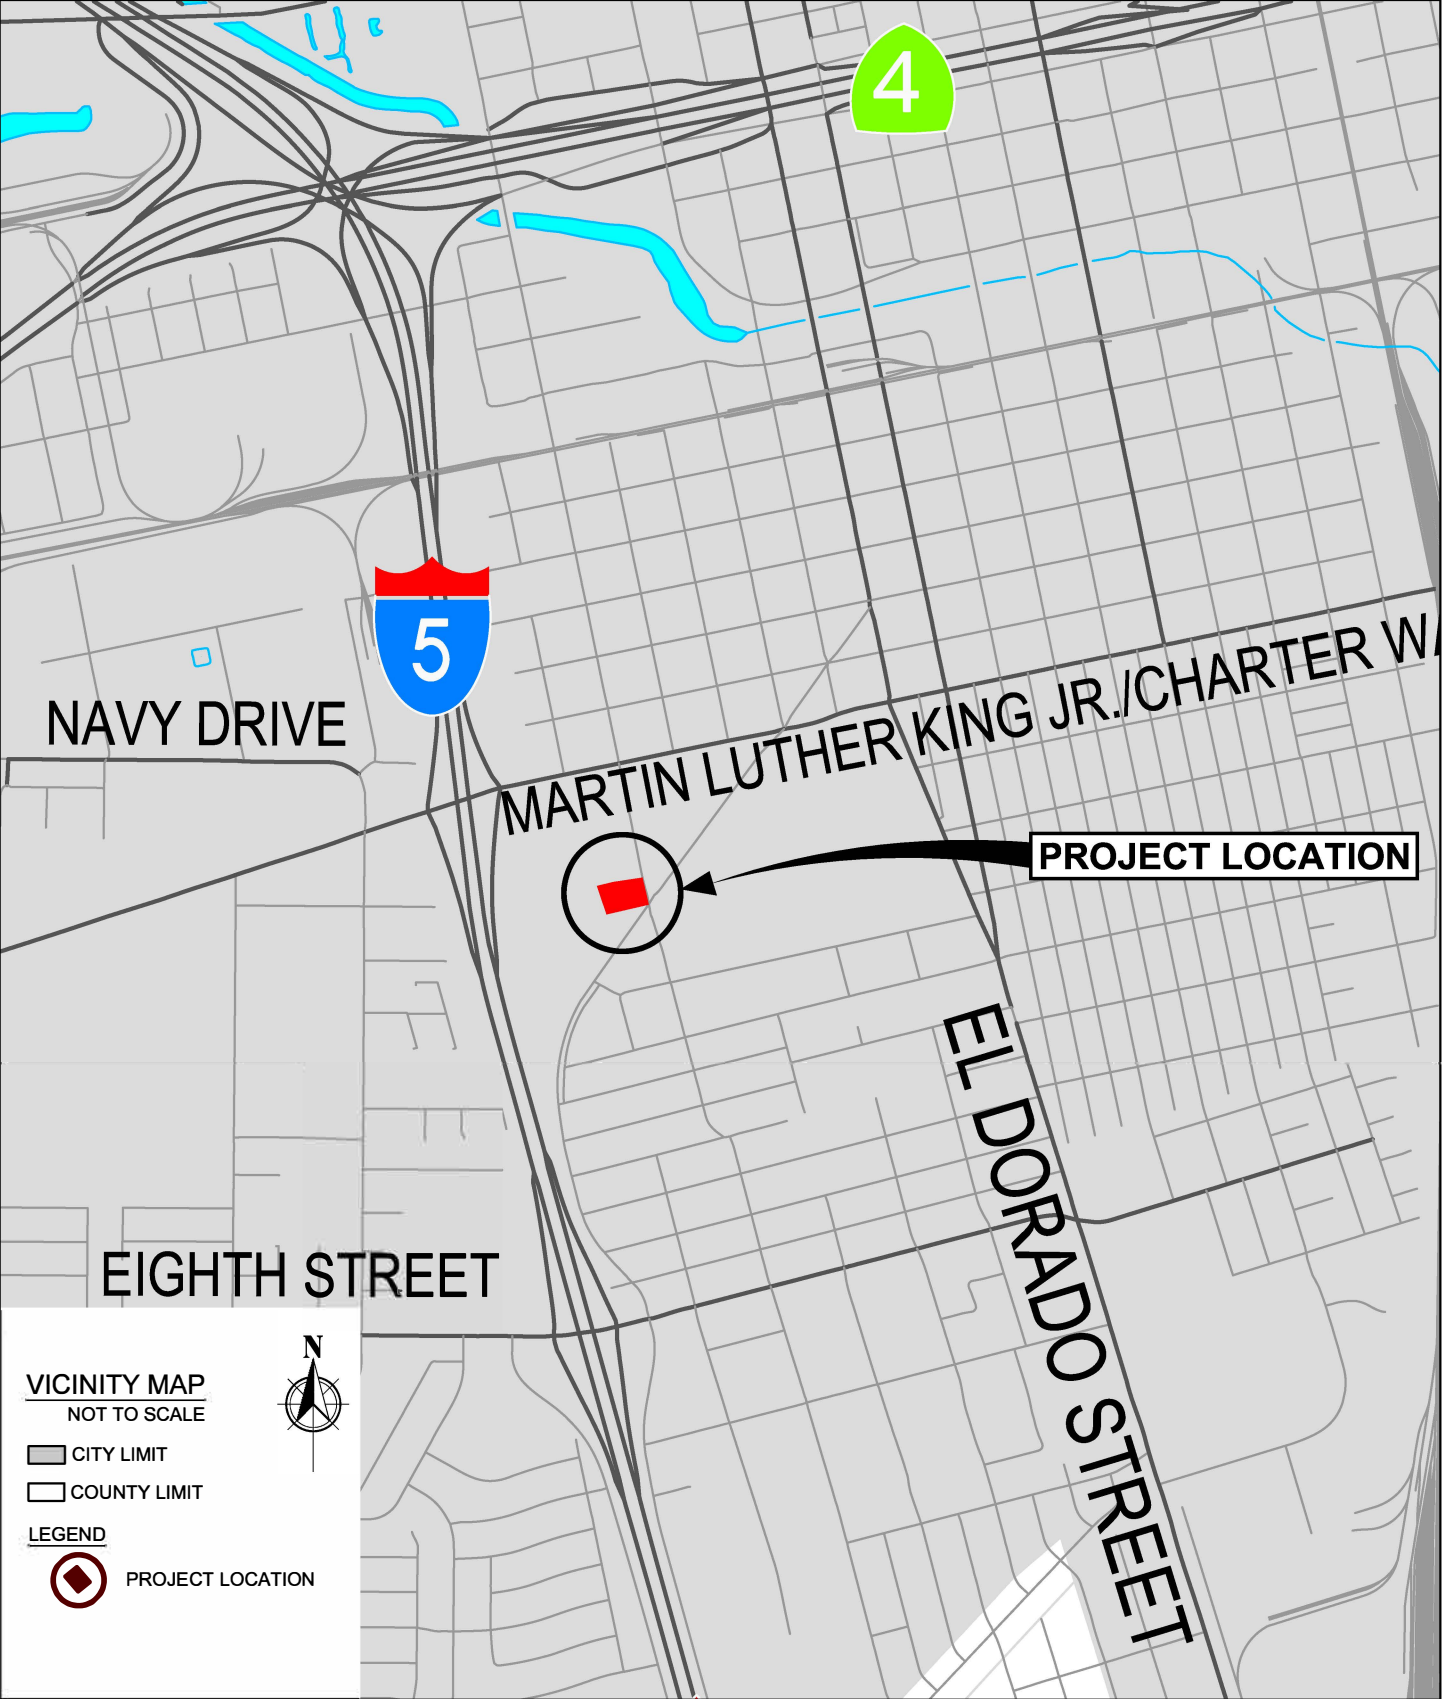 4
5
NAVY DRIVE
MARTIN LUTHER KING JR./CHARTER WA
PROJECT LOCATION
EL DORADO STREET
EIGHTH STREET
N
VICINITY MAP
NOT TO SCALE
CITY LIMIT
COUNTY LIMIT
LEGEND
PROJECT LOCATION